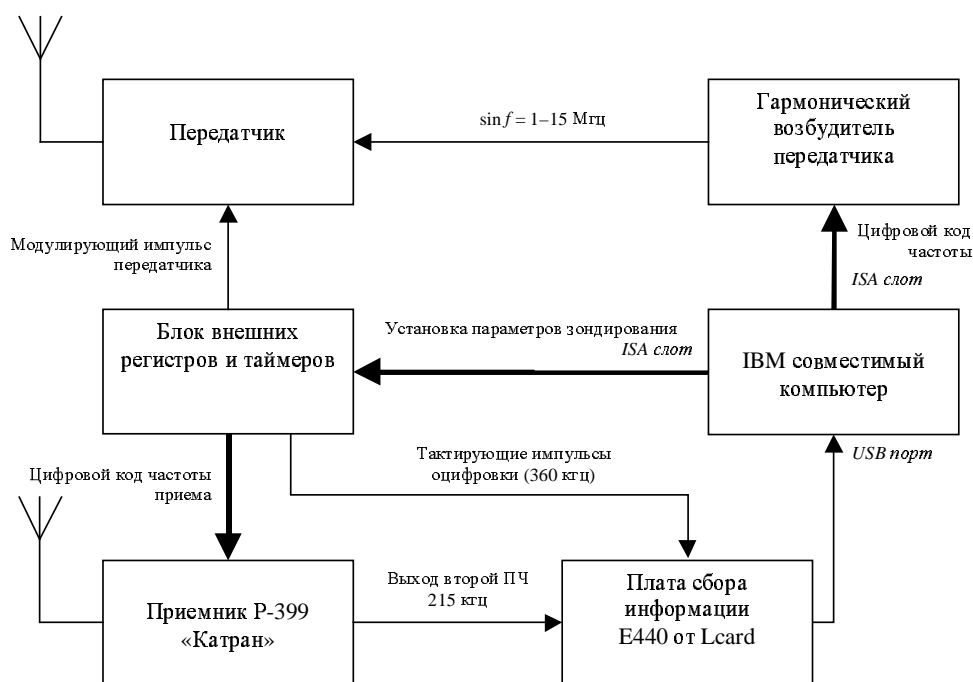 Передатчик
sin f = 1–15 Мгц
Гармонический
возбудитель
передатчика
Модулирующий импульс
передатчика
Цифровой код
частоты
ISA слот
Блок внешних
регистров и таймеров
Установка параметров зондирования
ISA слот
IBM совместимый
компьютер
Цифровой код частоты
приема
Тактирующие импульсы
оцифровки (360 кгц)
USB порт
Приемник Р-399
«Катран»
Выход второй ПЧ
215 кгц
Плата сбора
информации
E440 от Lcard